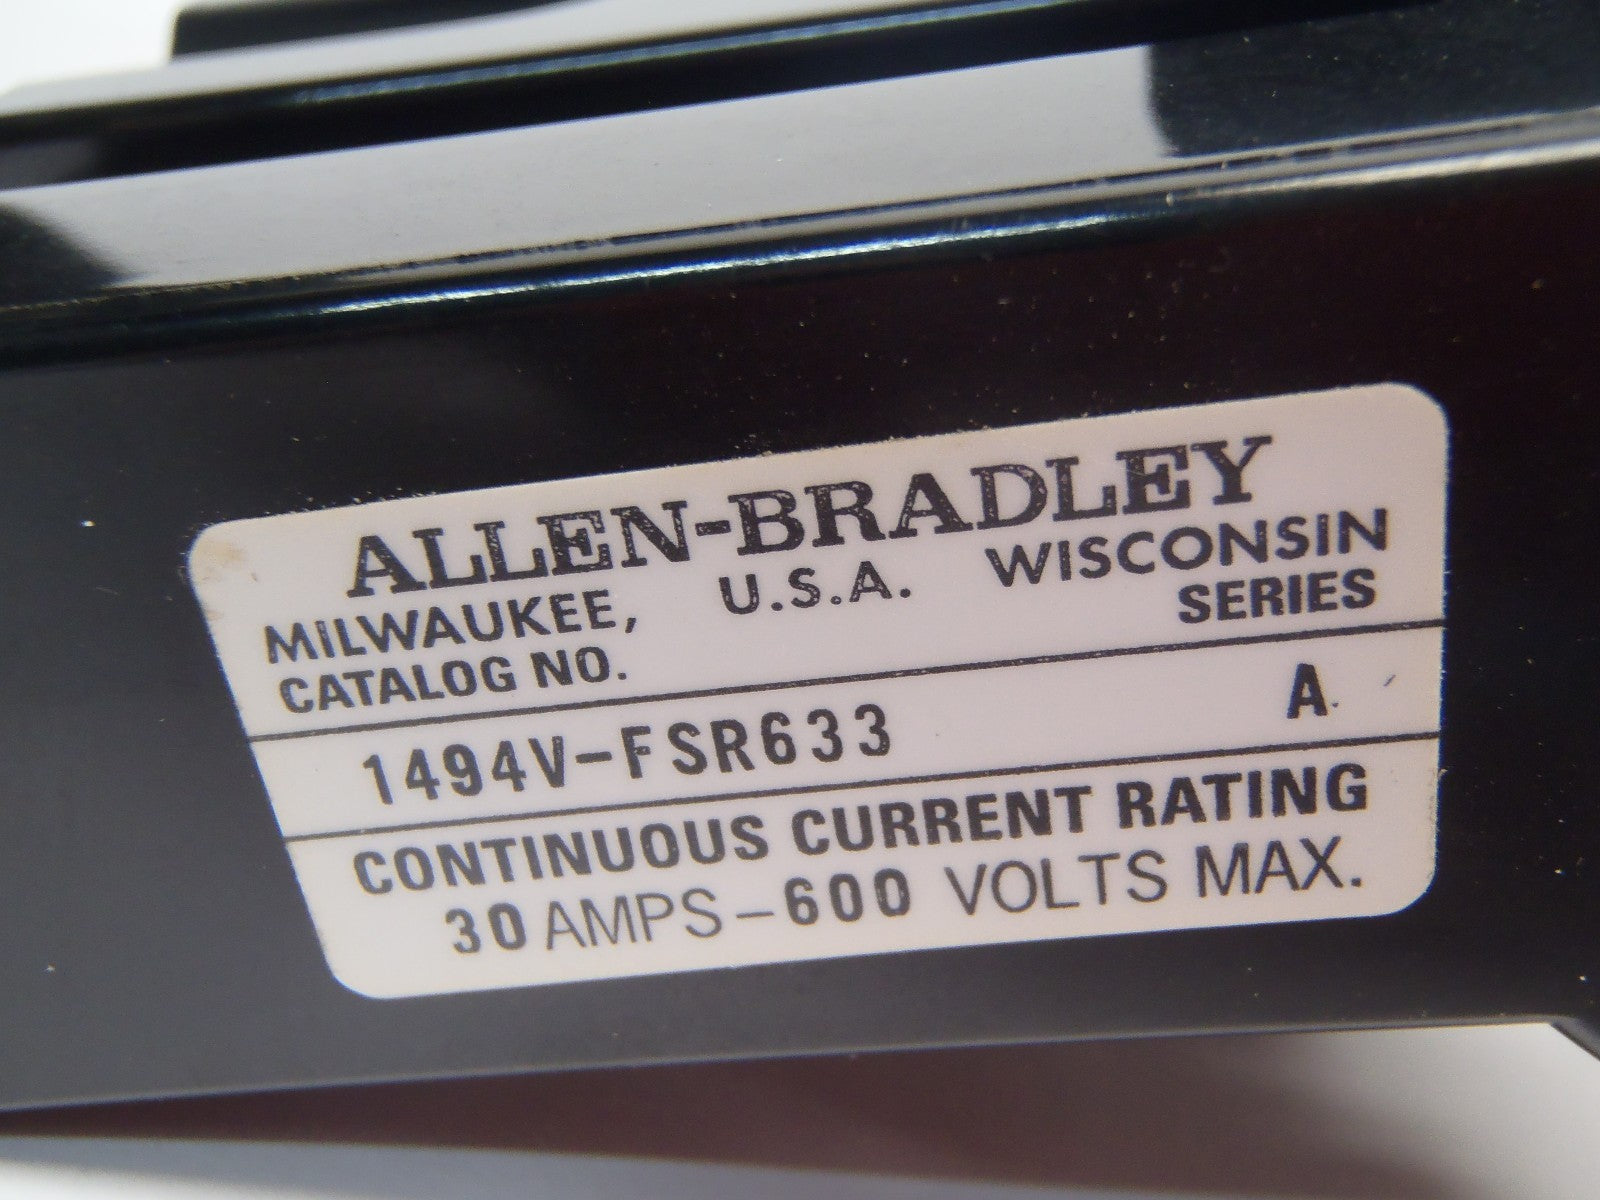 ALLEN-BRADLEY
MILWAUKEE, U.S.A. WISCONSIN
CATALOG NO. SERIES
1494V-FSR633 A
CONTINUOUS CURRENT RATING
30 AMPS-600 VOLTS MAX.